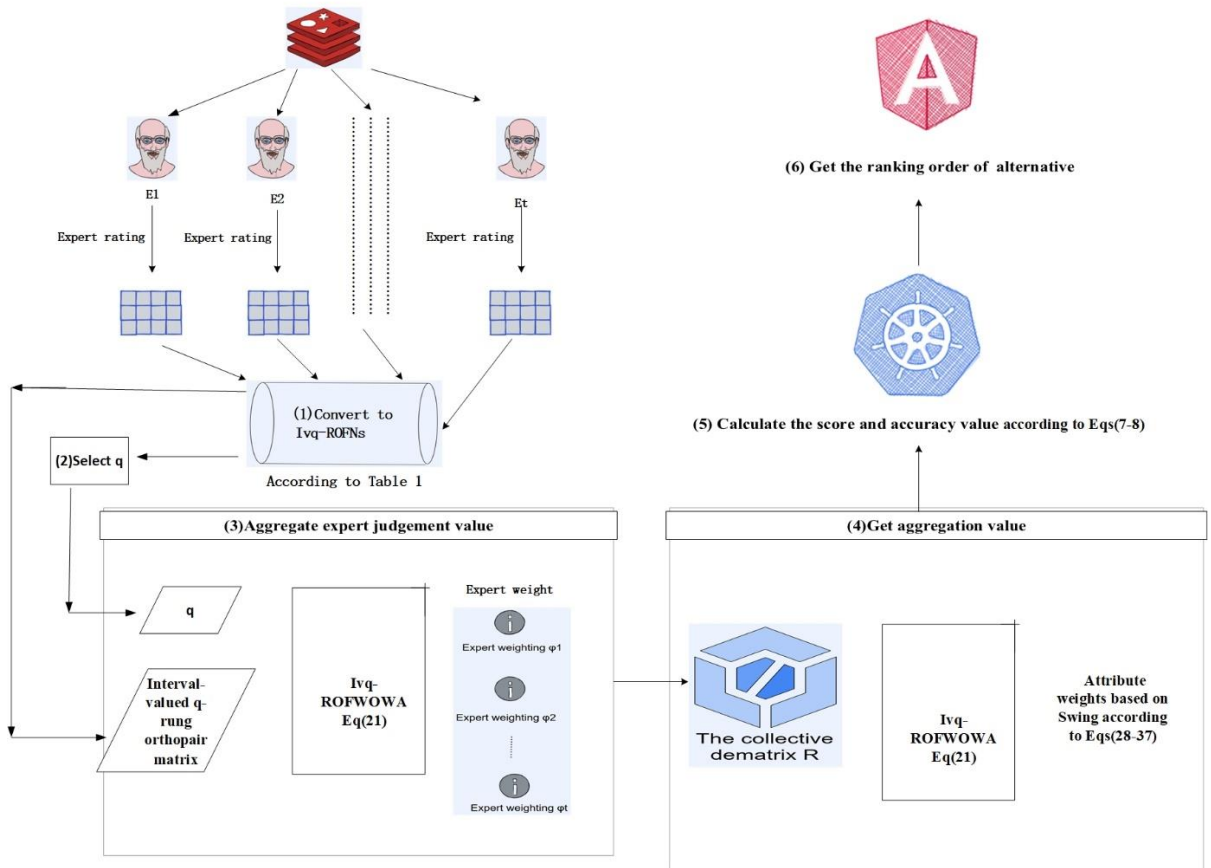 E1
E2
Et
Expert rating
Expert rating
Expert rating
(1)Convert to
Ivq-ROFNs
According to Table 1
(2)Select q
(3)Aggregate expert judgement value
q
Interval-
valued q-
rung
orthopair
matrix
Ivq-
ROFWOWA
Eq(21)
Expert weight
i
Expert weighting φ1
i
Expert weighting φ2
i
Expert weighting φt
(4)Get aggregation value
The collective
dematrix R
Ivq-
ROFWOWA
Eq(21)
Attribute
weights based on
Swing according
to Eqs(28-37)
(5) Calculate the score and accuracy value according to Eqs(7-8)
(6) Get the ranking order of alternative
A